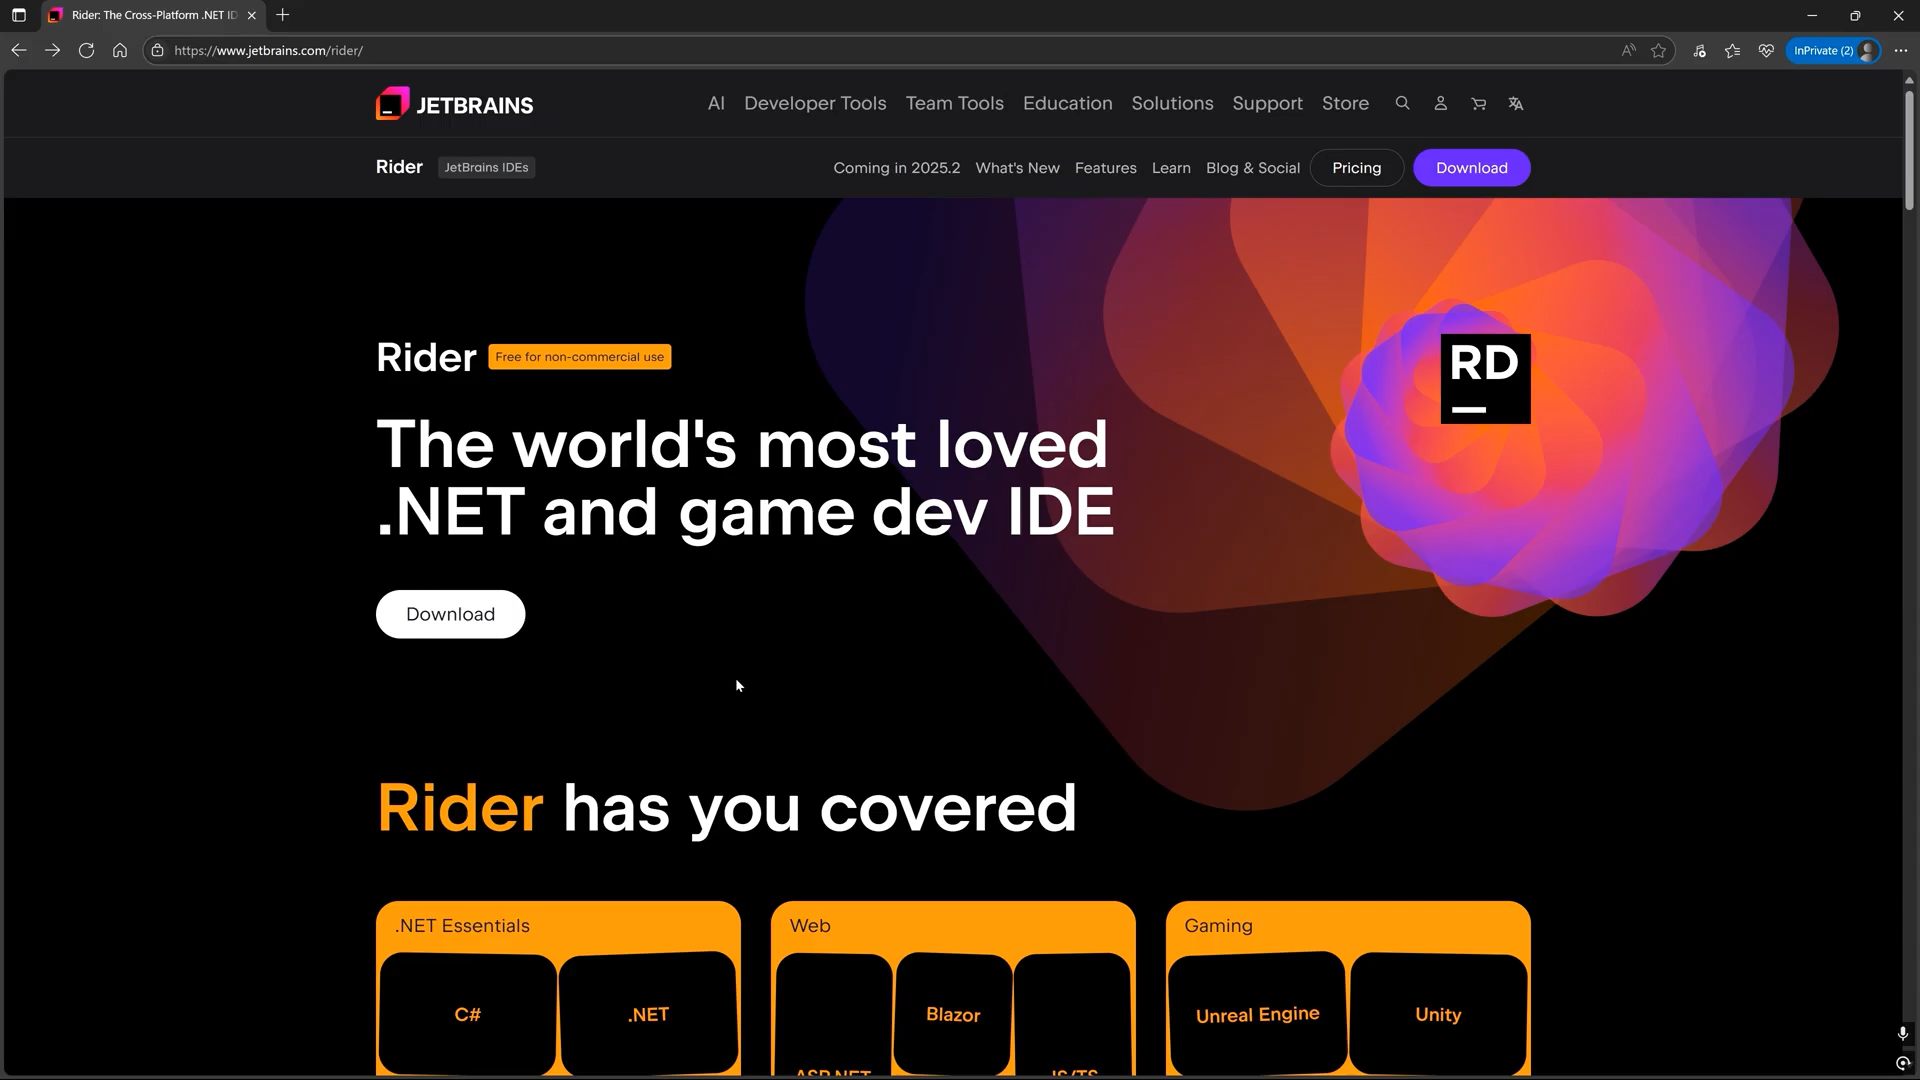 Rider: The Cross-Platform .NET ID
https://www.jetbrains.com/rider/
InPrivate (2)
JETBRAINS
AI Developer Tools Team Tools Education Solutions Support Store
Rider JetBrains IDEs
Coming in 2025.2 What's New Features Learn Blog & Social Pricing Download
RD
Rider Free for non-commercial use
The world's most loved
.NET and game dev IDE
Download
Rider has you covered
.NET Essentials Web Gaming
C# .NET Blazor Unreal Engine Unity
ASP.NET JS/TS